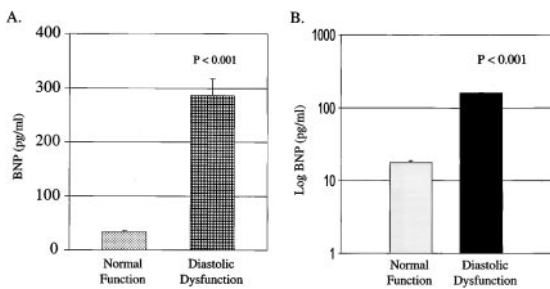 A.
400
300
200
100
0
BNP (pg/ml)
P < 0.001
Normal
Function
Diastolic
Dysfunction
B.
1000
100
10
1
Log BNP (pg/ml)
P < 0.001
Normal
Function
Diastolic
Dysfunction